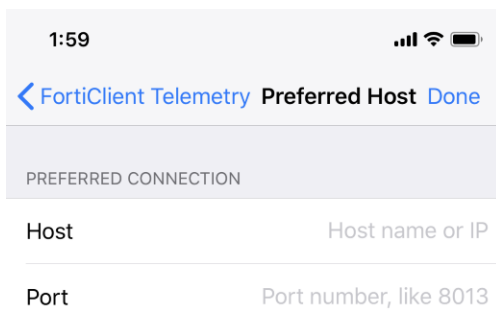 1:59
FortiClient Telemetry Preferred Host Done
PREFERRED CONNECTION
Host Host name or IP
Port Port number, like 8013